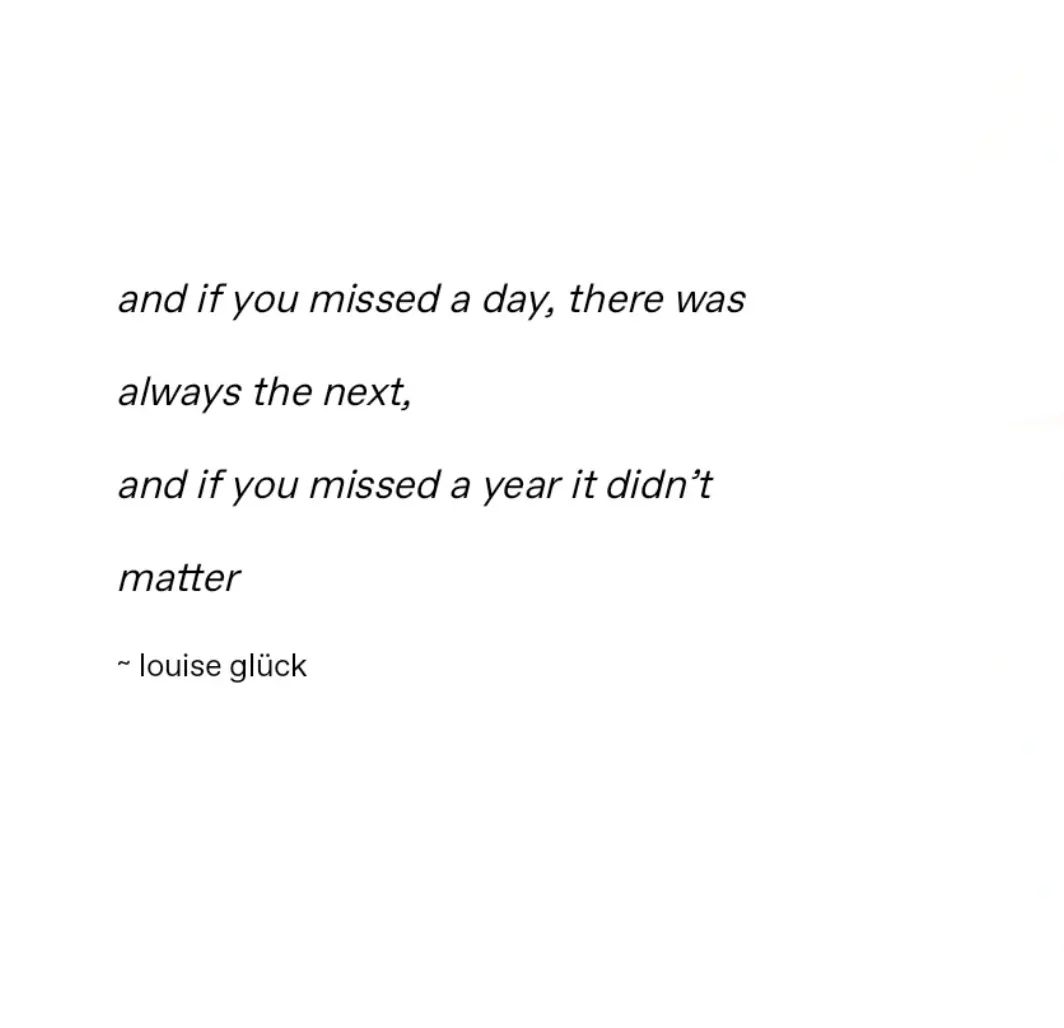 and if you missed a day, there was
always the next,
and if you missed a year it didn’t
matter
~ louise glück